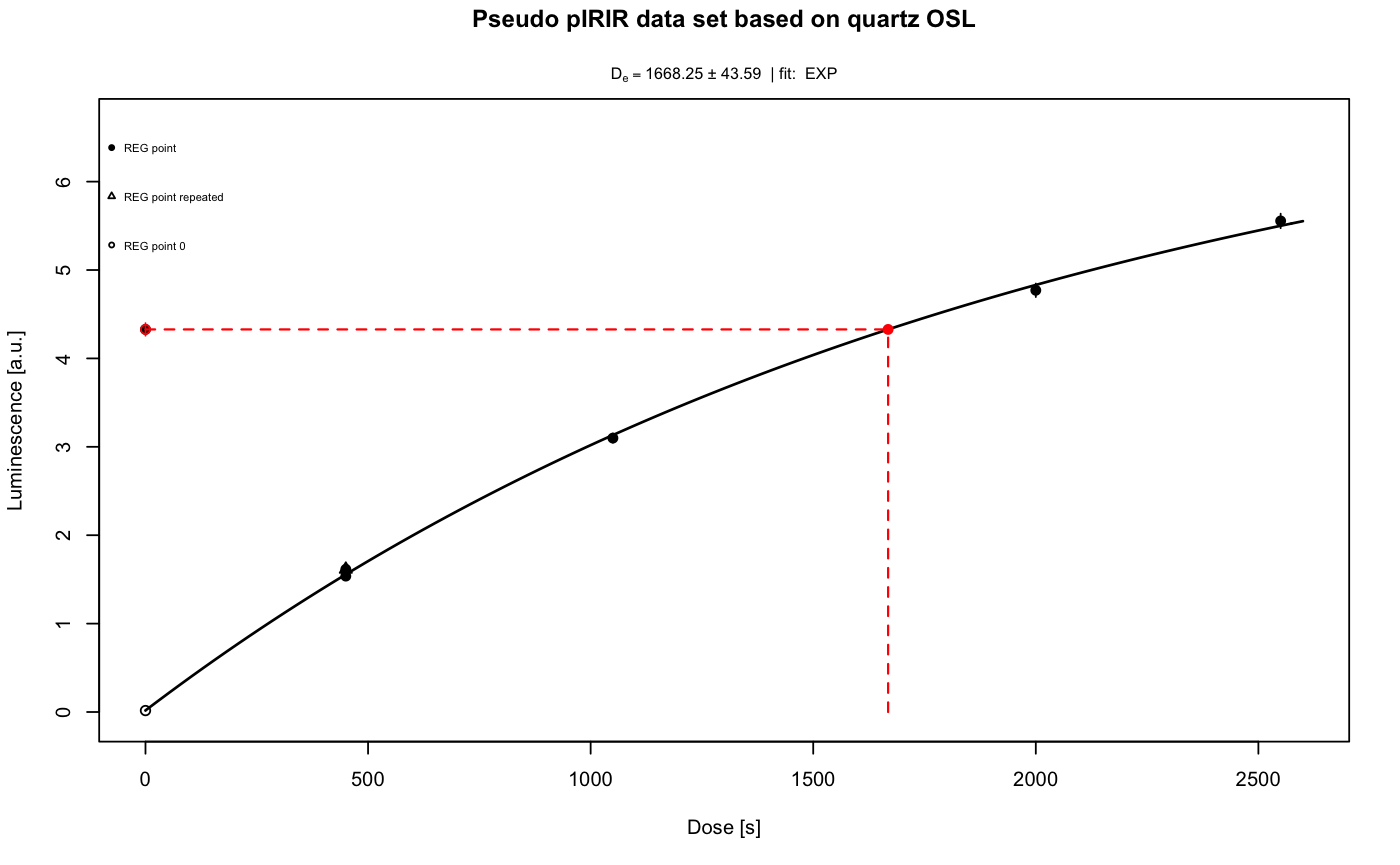 Pseudo pIRIR data set based on quartz OSL
De = 1668.25 ± 43.59 | fit: EXP
REG point
REG point repeated
REG point 0
Luminescence [a.u.]
6
5
4
3
2
1
0
0 500 1000 1500 2000 2500
Dose [s]